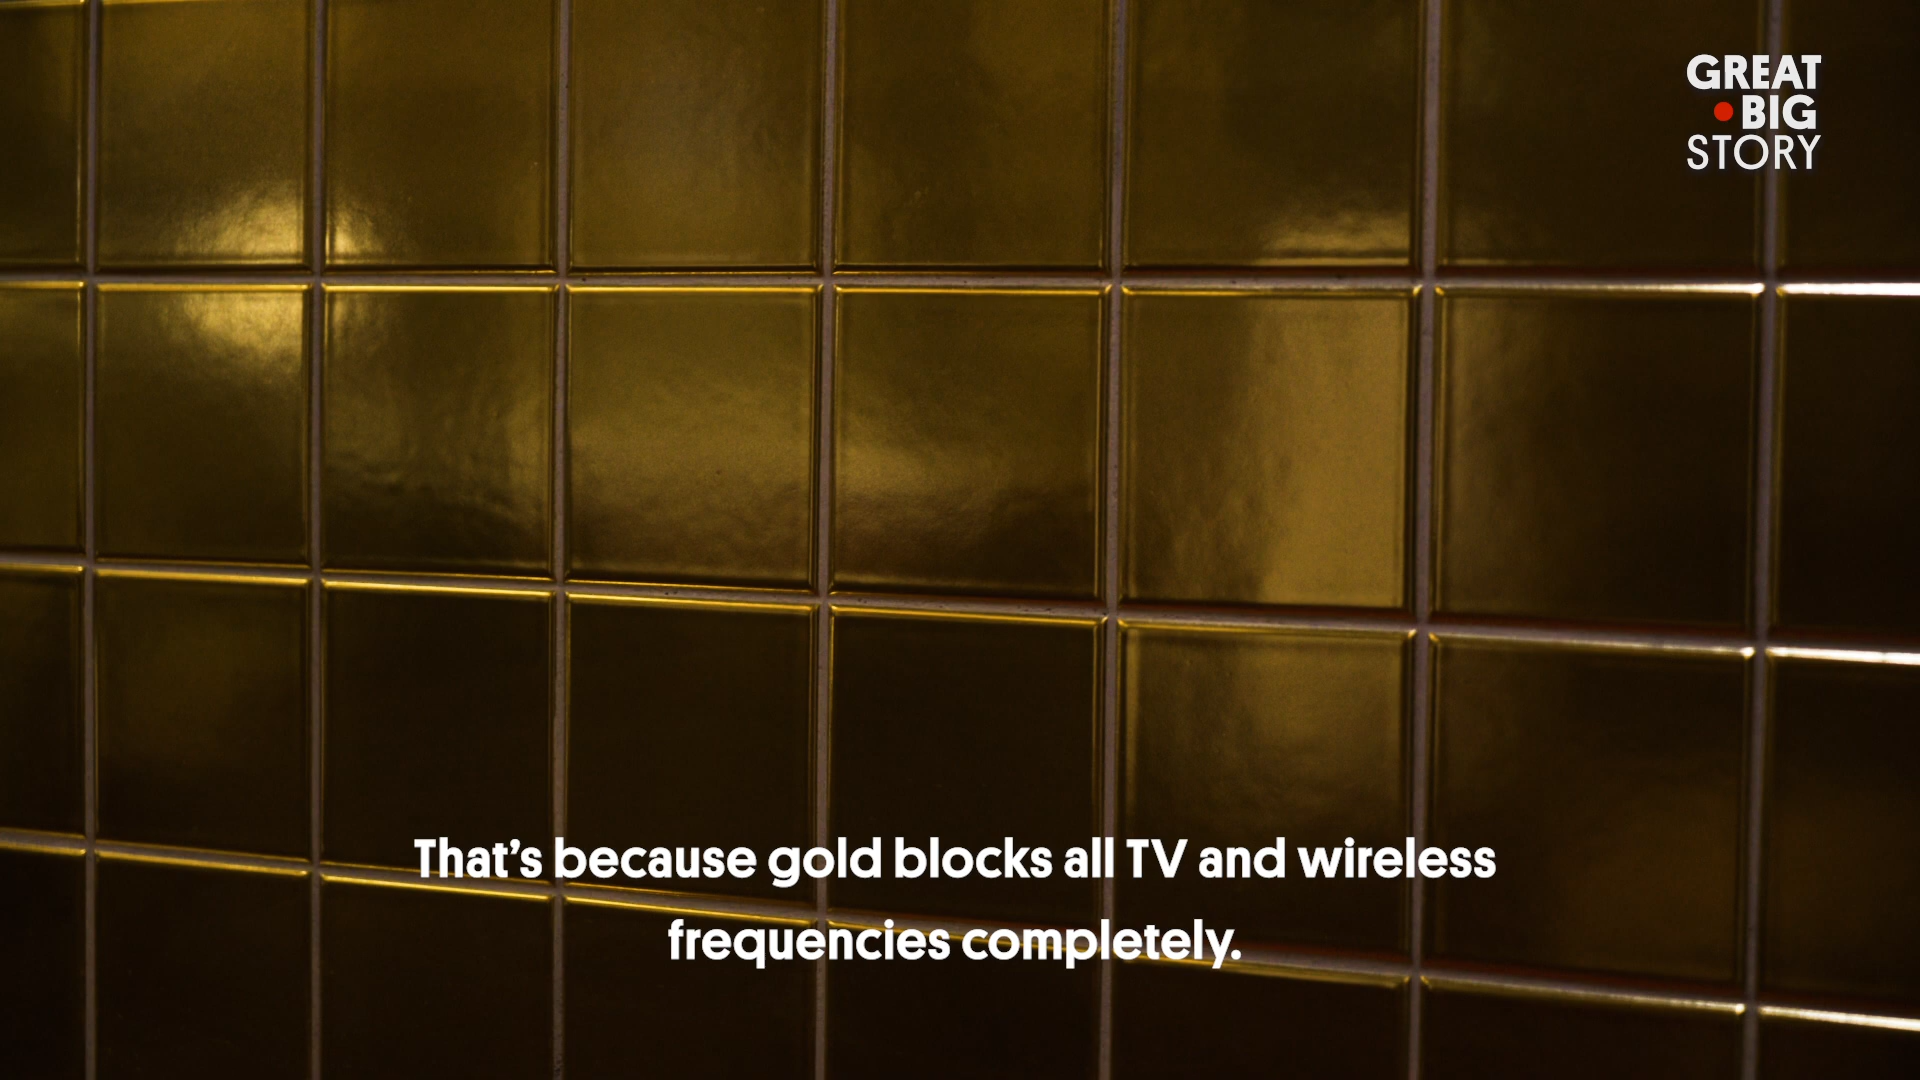 GREAT
BIG
STORY
That's because gold blocks all TV and wireless
frequencies completely.